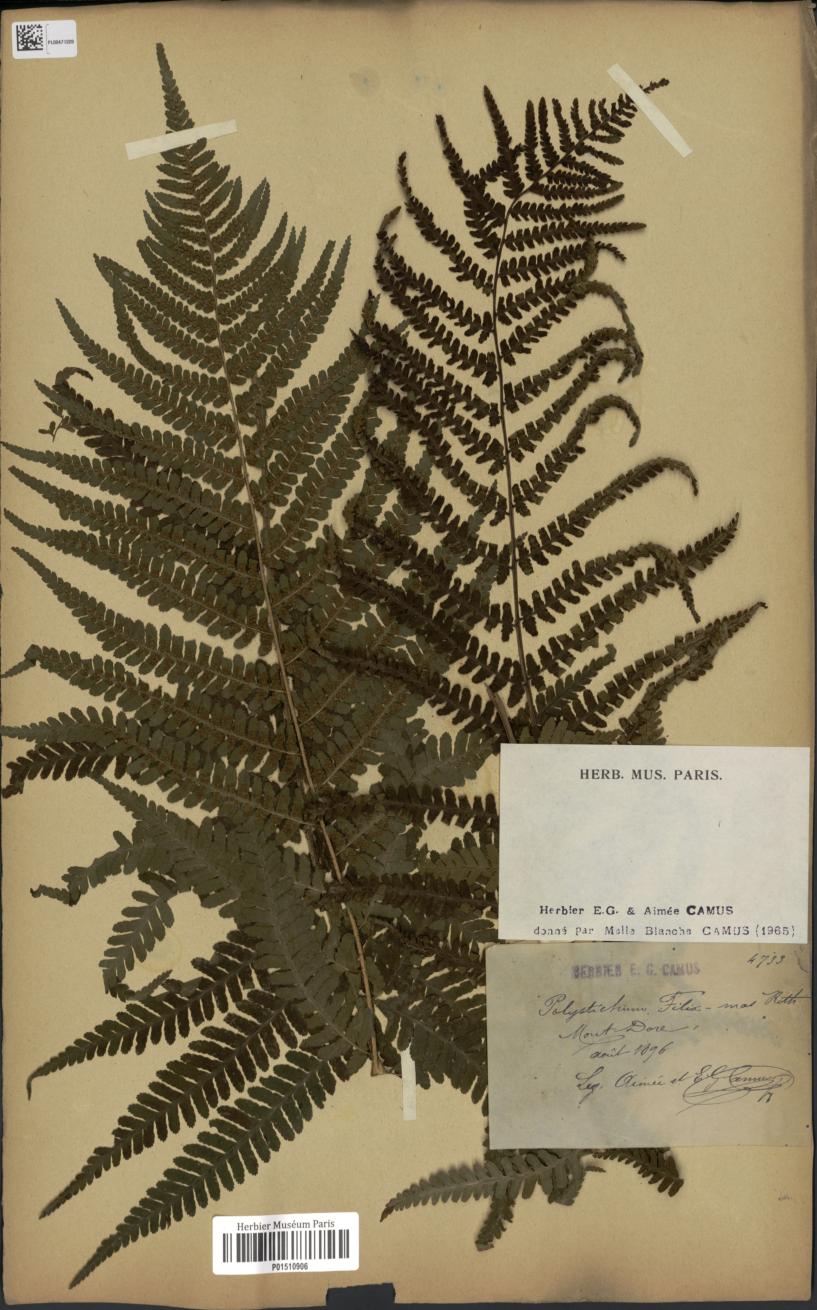 HERB. MUS. PARIS.
Herbier E.G. & Aimée CAMUS
donné par Melle Blanche CAMUS (1965)
HERBIER E. G. CAMUS
4733
Polystichum Filix-mas Roth
Mont Dore
août 1896
Leg. Aimée et E G Camus
Herbier Muséum Paris
P01510906